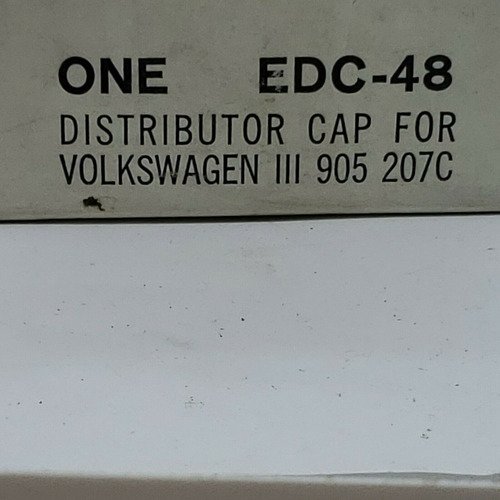 ONE EDC-48
DISTRIBUTOR CAP FOR
VOLKSWAGEN III 905 207C